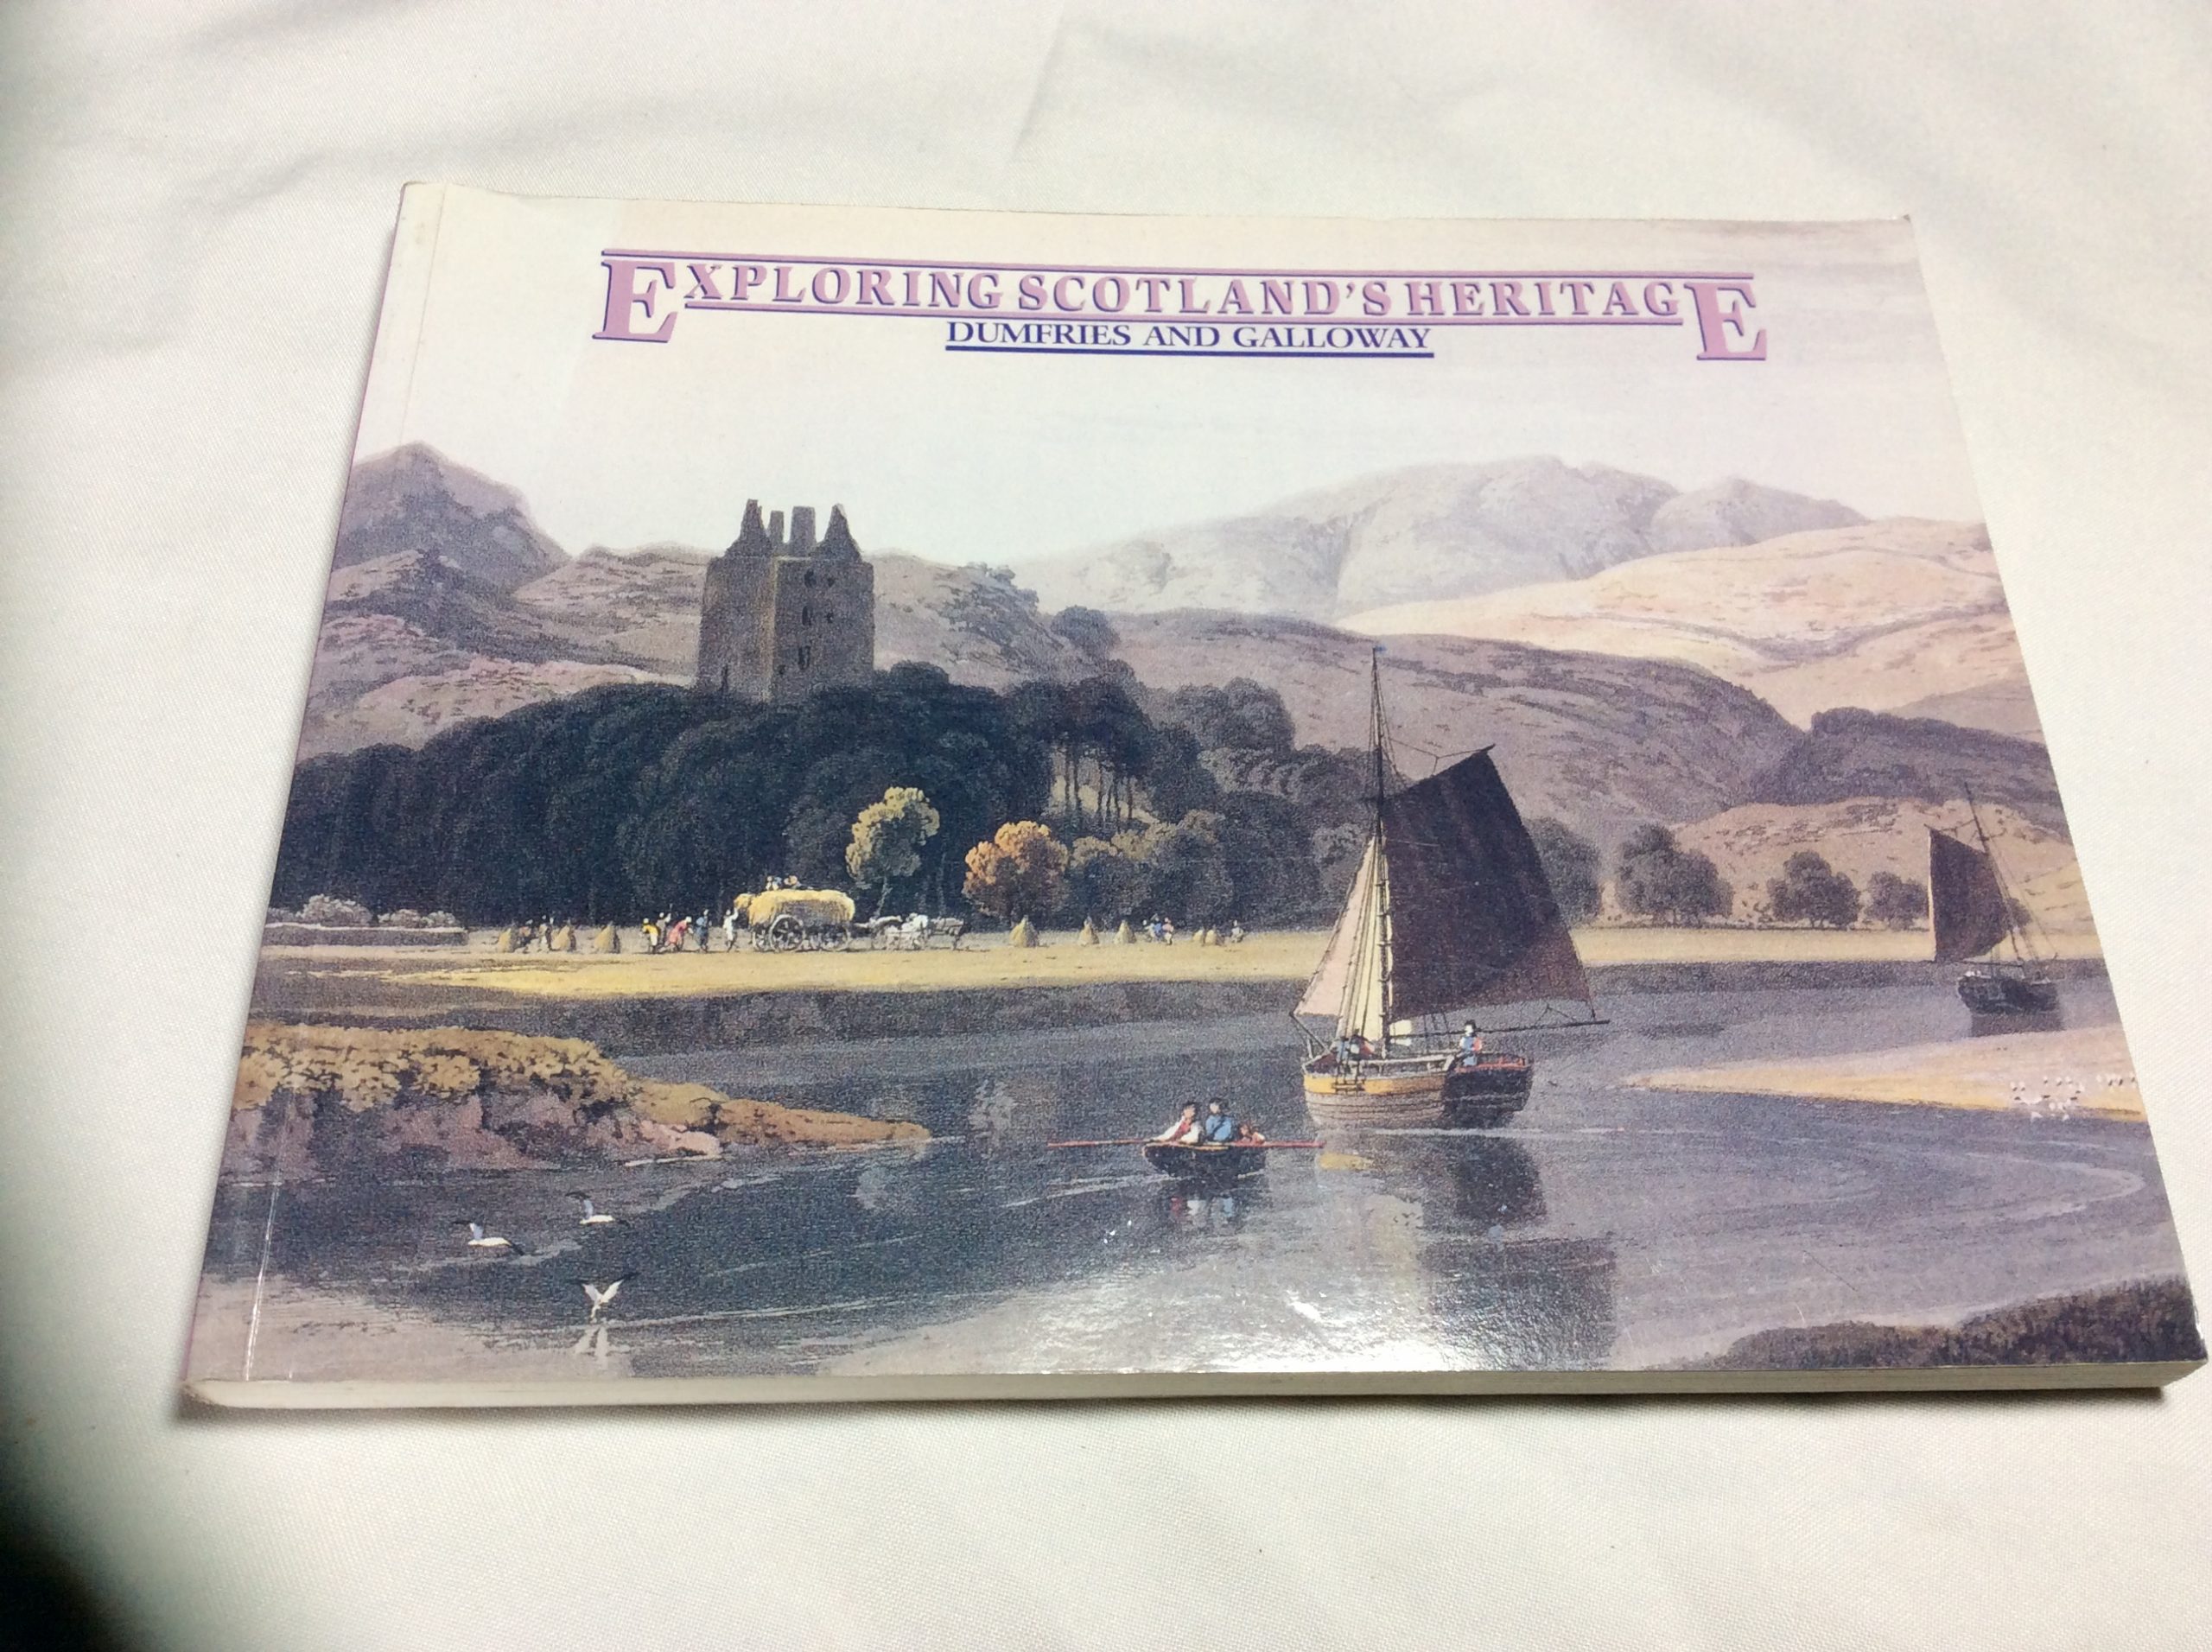 EXPLORING SCOTLAND'S HERITAGE
DUMFRIES AND GALLOWAY